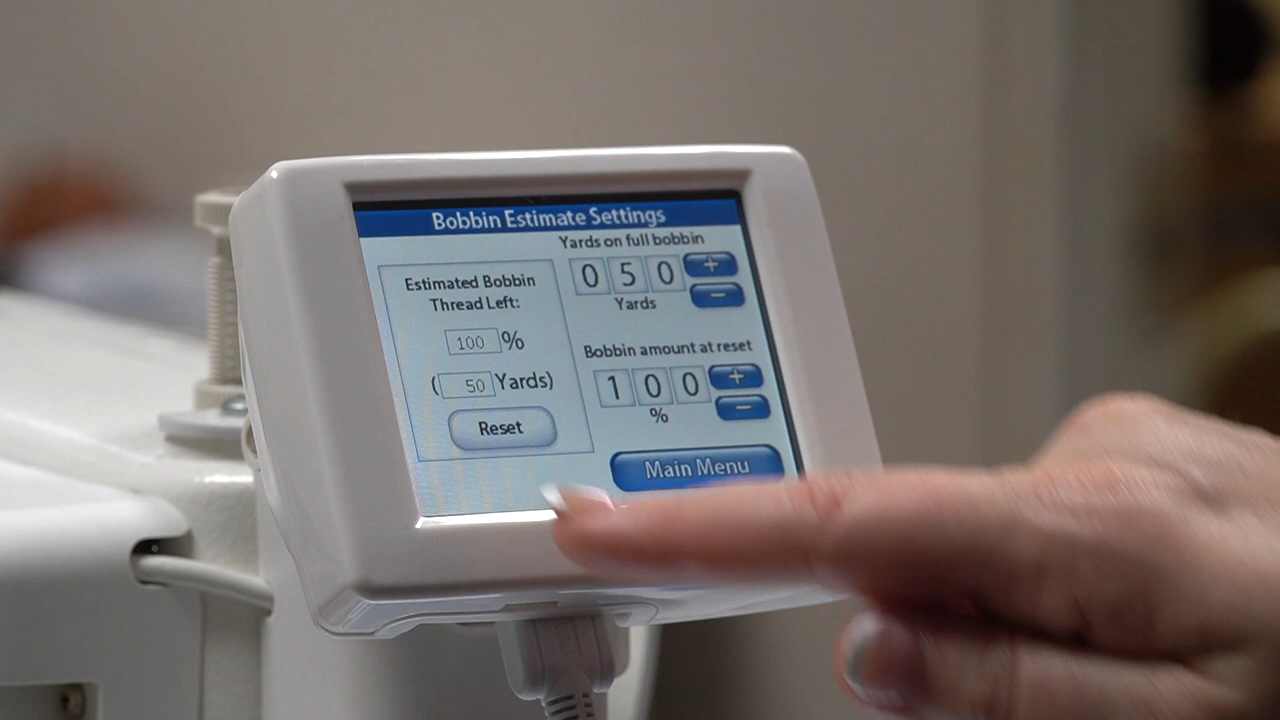 Bobbin Estimate Settings
Estimated Bobbin
Thread Left:
100 %
( 50 Yards)
Reset
Yards on full bobbin
0 5 0
+
−
Yards
Bobbin amount at reset
1 0 0
+
−
%
Main Menu